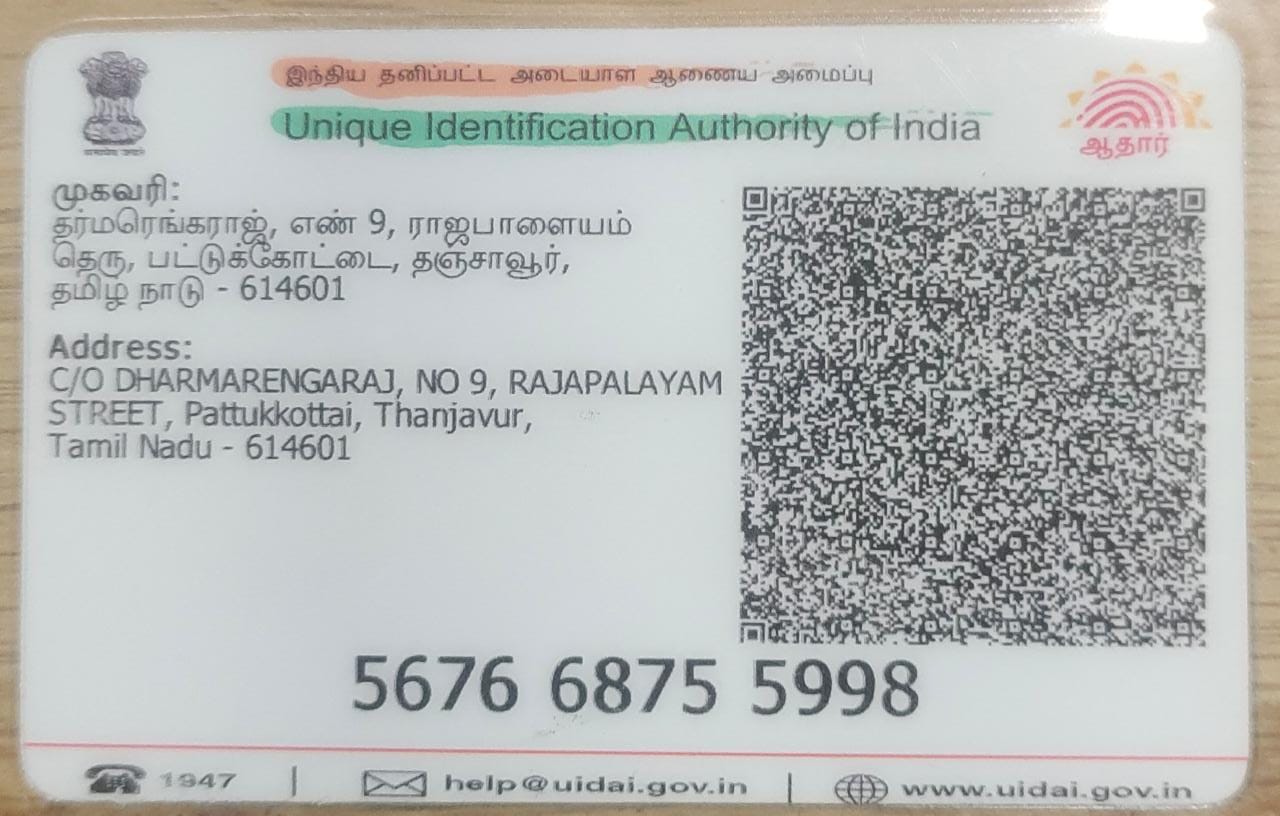 இந்திய தனிப்பட்ட அடையாள ஆணைய அமைப்பு
Unique Identification Authority of India
ஆதார்
முகவரி:
தர்மரெங்கராஜ், எண் 9, ராஜபாளையம்
தெரு, பட்டுக்கோட்டை, தஞ்சாவூர்,
தமிழ் நாடு - 614601
Address:
C/O DHARMARENGARAJ, NO 9, RAJAPALAYAM
STREET, Pattukkottai, Thanjavur,
Tamil Nadu - 614601
5676 6875 5998
1947 | help@uidai.gov.in | www.uidai.gov.in